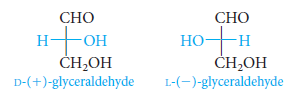 CHO CHO
H OH HO H
CH₂OH CH₂OH
D-(+)-glyceraldehyde L-(−)-glyceraldehyde